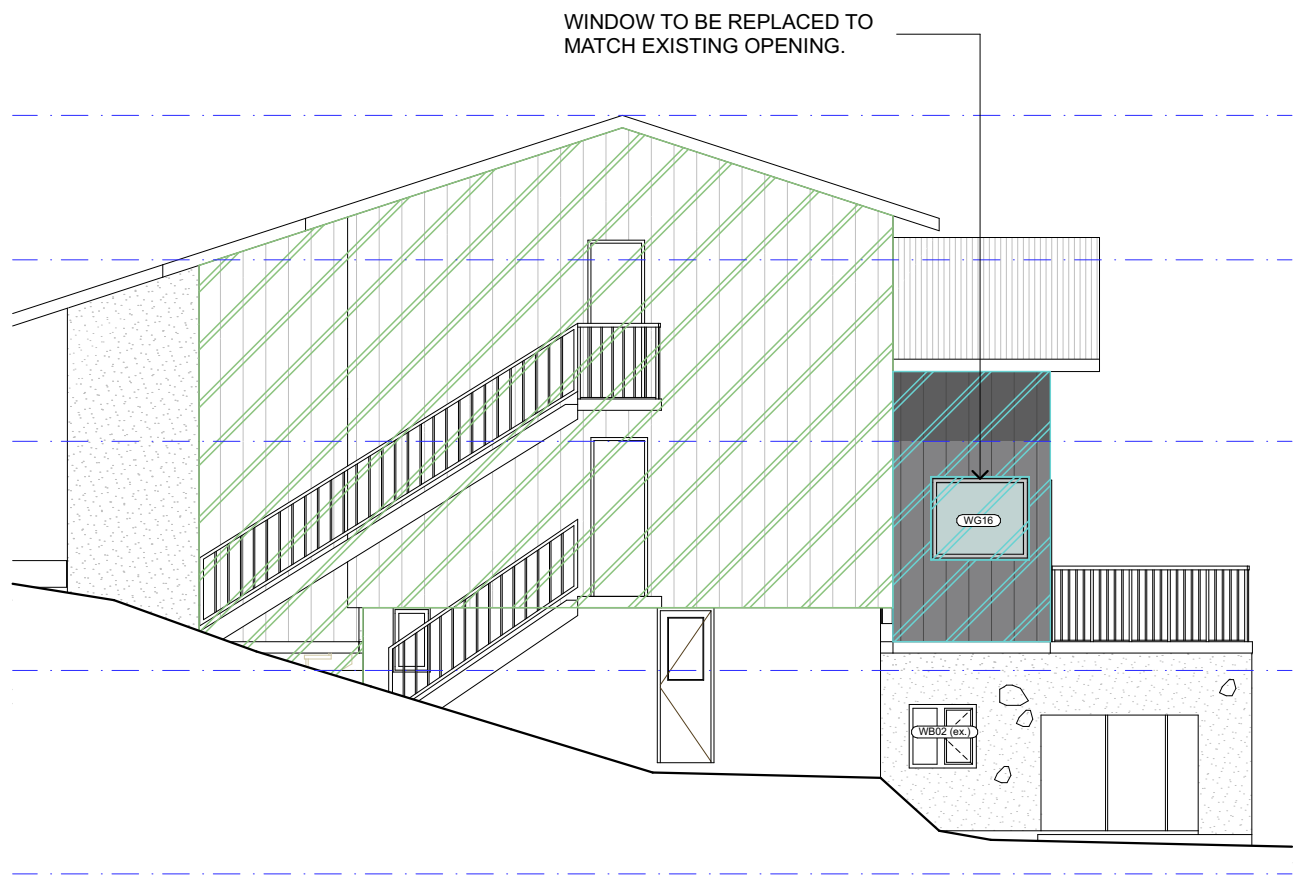 WINDOW TO BE REPLACED TO
MATCH EXISTING OPENING.
WG16
WB02 (ex.)